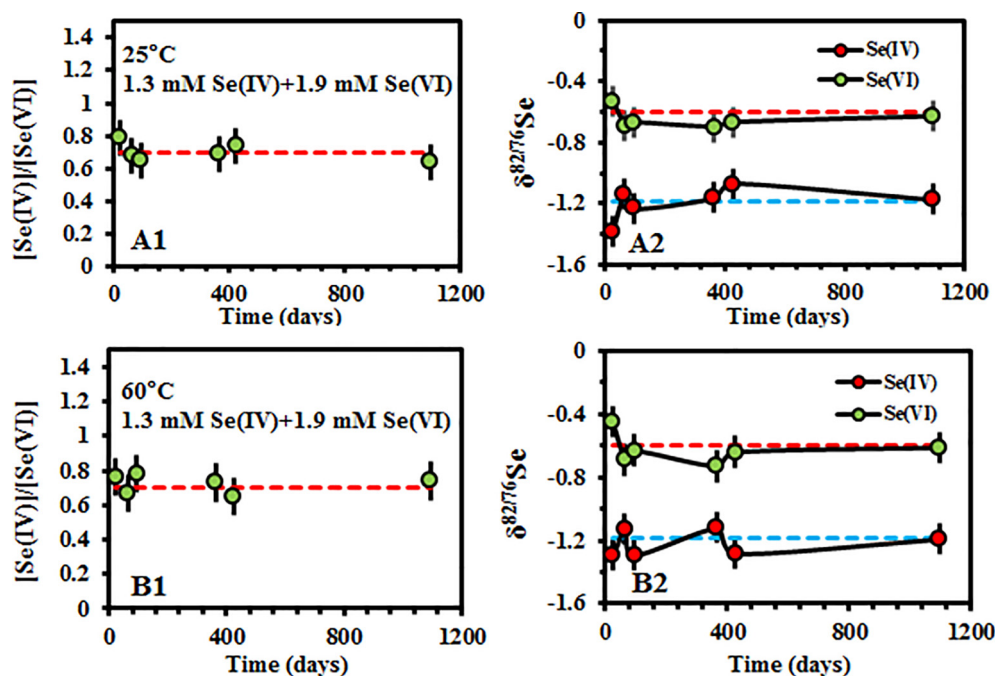 [Se(IV)]/[Se(VI)]
1.4
1.2
1
0.8
0.6
0.4
0.2
0
25°C
1.3 mM Se(IV)+1.9 mM Se(VI)
A1
0
400
800
1200
Time (days)
δ82/76Se
-0
-0.4
-0.8
-1.2
-1.6
Se(IV)
Se(VI)
A2
0
400
800
1200
Time (days)
[Se(IV)]/[Se(VI)]
1.4
1.2
1
0.8
0.6
0.4
0.2
0
60°C
1.3 mM Se(IV)+1.9 mM Se(VI)
B1
0
400
800
1200
Time (days)
δ82/76Se
0
-0.4
-0.8
-1.2
-1.6
Se(IV)
Se(VI)
B2
0
400
800
1200
Time (days)